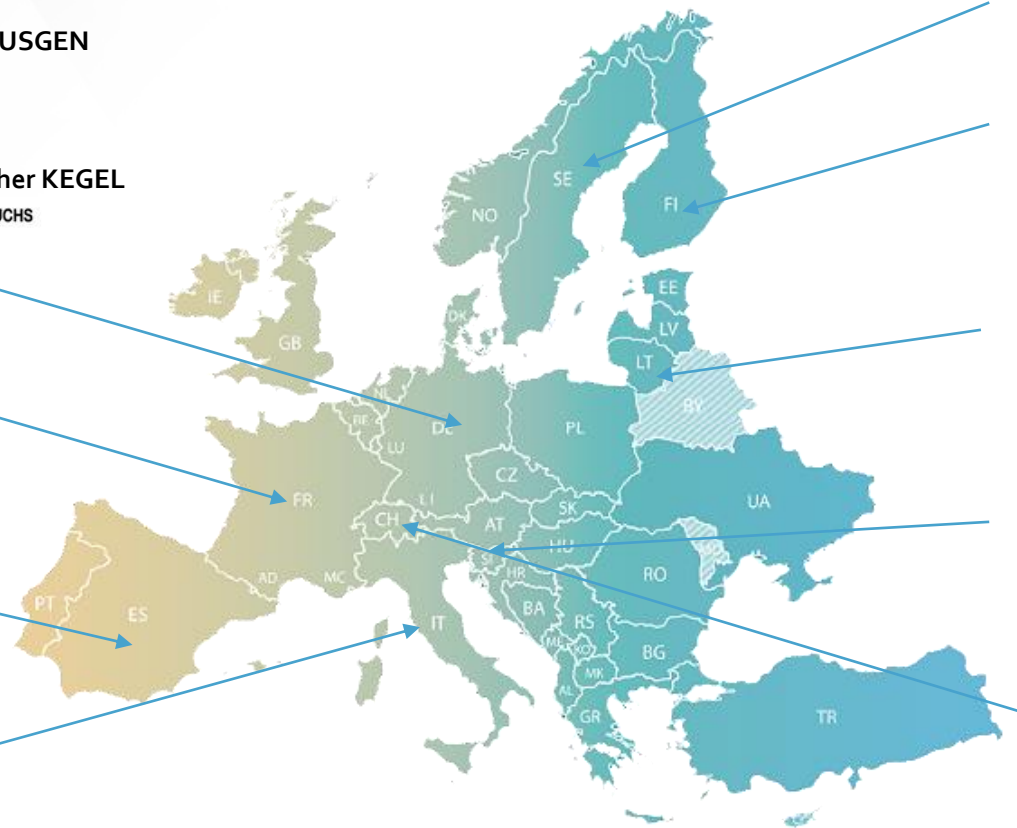 USGEN
her KEGEL
UCHS
SE
NO
FI
IE
EE
LV
GB
DK
LT
NL
BY
BE
DE
PL
LU
CZ
FR
LI
UA
SK
CH
AT
HU
SI
HR
RO
AD
MC
PT
ES
BA
RS
IT
ME
KO
BG
MK
AL
GR
TR